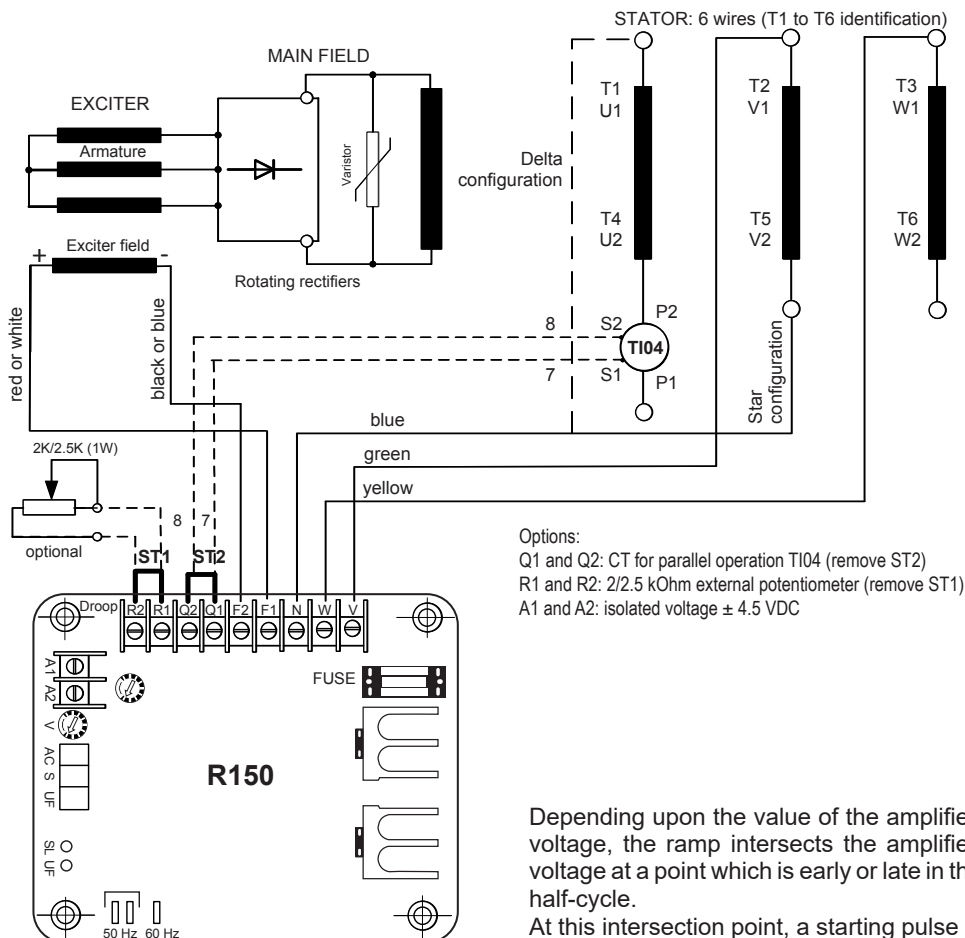 STATOR: 6 wires (T1 to T6 identification)
MAIN FIELD
EXCITER
Armature
Varistor
Rotating rectifiers
Exciter field
+
-
T1
U1
T2
V1
T3
W1
Delta
configuration
T4
U2
T5
V2
T6
W2
red or white
black or blue
8
S2
P2
TI04
7
S1
P1
Star
configuration
blue
green
yellow
2K/2.5K (1W)
optional
8
7
ST1
ST2
Options:
Q1 and Q2: CT for parallel operation TI04 (remove ST2)
R1 and R2: 2/2.5 kOhm external potentiometer (remove ST1)
A1 and A2: isolated voltage ± 4.5 VDC
Droop
R2 R1 Q2 Q1 F2 F1 N W V
A1
A2
FUSE
V
AC
S
UF
R150
SL
UF
50 Hz 60 Hz
Depending upon the value of the amplifie
voltage, the ramp intersects the amplifie
voltage at a point which is early or late in th
half-cycle.
At this intersection point, a starting pulse